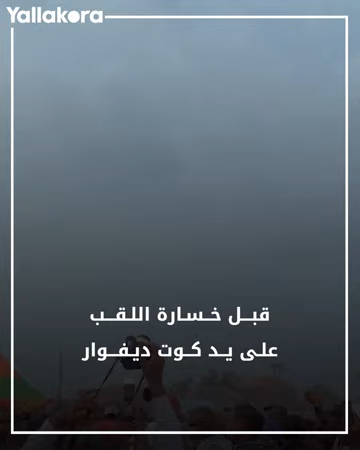 Yallakora
قبل خسارة اللقب
على يد كوت ديفوار